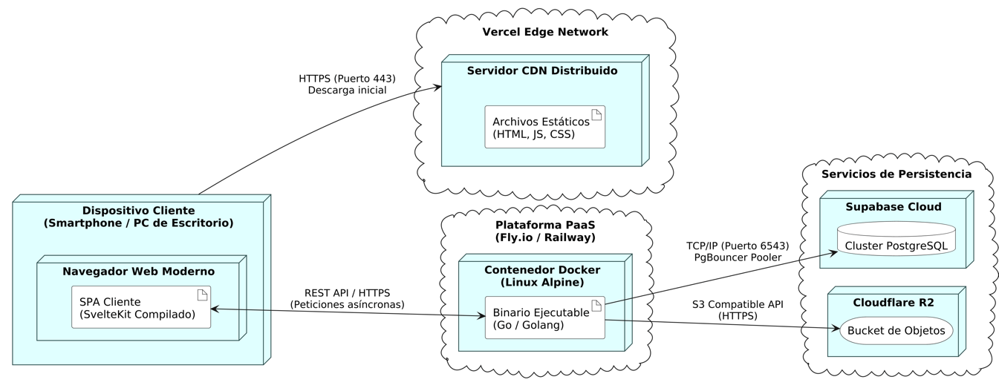 Vercel Edge Network
Servidor CDN Distribuido
Archivos Estáticos
(HTML, JS, CSS)
HTTPS (Puerto 443)
Descarga inicial
Dispositivo Cliente
(Smartphone / PC de Escritorio)
Navegador Web Moderno
SPA Cliente
(SvelteKit Compilado)
REST API / HTTPS
(Peticiones asíncronas)
Plataforma PaaS
(Fly.io / Railway)
Contenedor Docker
(Linux Alpine)
Binario Ejecutable
(Go / Golang)
TCP/IP (Puerto 6543)
PgBouncer Pooler
S3 Compatible API
(HTTPS)
Servicios de Persistencia
Supabase Cloud
Cluster PostgreSQL
Cloudflare R2
Bucket de Objetos